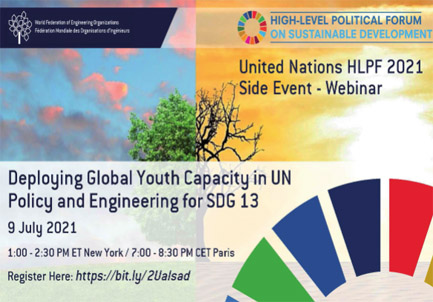 World Federation of Engineering Organizations
Fédération Mondiale des Organisations d'Ingénieurs
HIGH-LEVEL POLITICAL FORUM
ON SUSTAINABLE DEVELOPMENT
United Nations HLPF 2021
Side Event - Webinar
Deploying Global Youth Capacity in UN
Policy and Engineering for SDG 13
9 July 2021
1:00 - 2:30 PM ET New York / 7:00 - 8:30 PM CET Paris
Register Here: https://bit.ly/2Ualsad